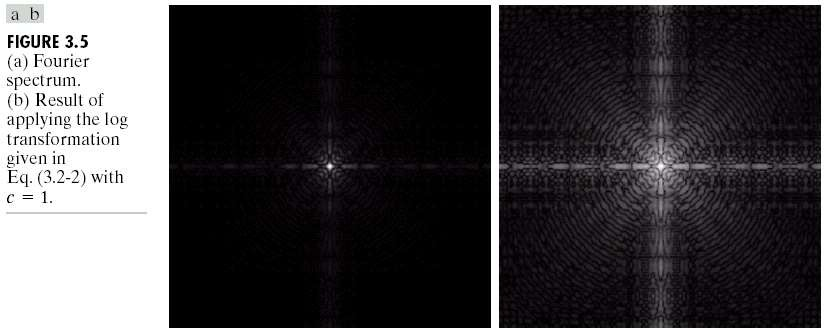 a b
FIGURE 3.5
(a) Fourier
spectrum.
(b) Result of
applying the log
transformation
given in
Eq. (3.2-2) with
c = 1.